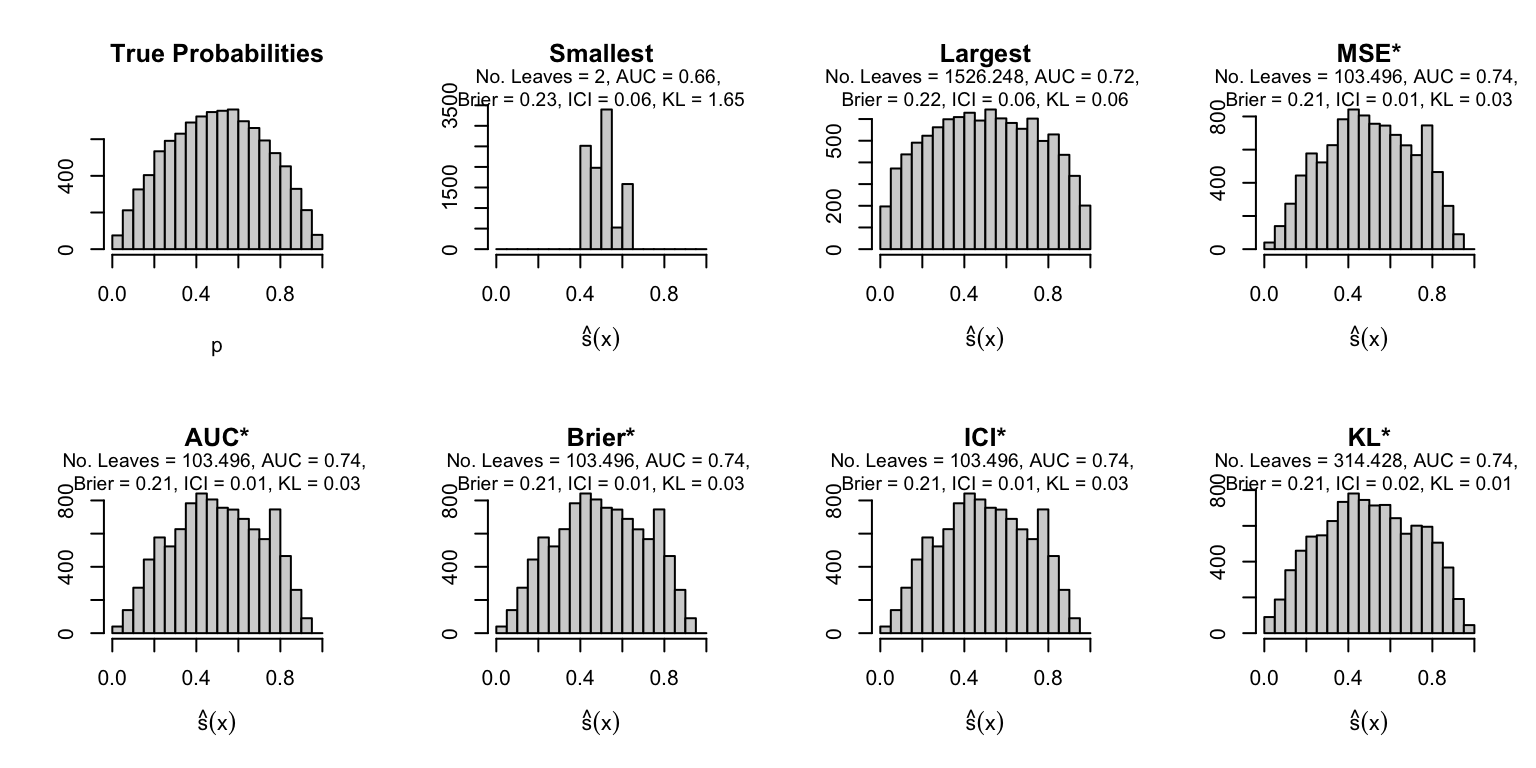 True Probabilities
400
0
0.0 0.4 0.8
p
Smallest
No. Leaves = 2, AUC = 0.66,
Brier = 0.23, ICI = 0.06, KL = 1.65
3500
1500
0
0.0 0.4 0.8
ŝ(x)
Largest
No. Leaves = 1526.248, AUC = 0.72,
Brier = 0.22, ICI = 0.06, KL = 0.06
500
200
0
0.0 0.4 0.8
ŝ(x)
MSE*
No. Leaves = 103.496, AUC = 0.74,
Brier = 0.21, ICI = 0.01, KL = 0.03
800
400
0
0.0 0.4 0.8
ŝ(x)
AUC*
No. Leaves = 103.496, AUC = 0.74,
Brier = 0.21, ICI = 0.01, KL = 0.03
800
400
0
0.0 0.4 0.8
ŝ(x)
Brier*
No. Leaves = 103.496, AUC = 0.74,
Brier = 0.21, ICI = 0.01, KL = 0.03
800
400
0
0.0 0.4 0.8
ŝ(x)
ICI*
No. Leaves = 103.496, AUC = 0.74,
Brier = 0.21, ICI = 0.01, KL = 0.03
800
400
0
0.0 0.4 0.8
ŝ(x)
KL*
No. Leaves = 314.428, AUC = 0.74,
Brier = 0.21, ICI = 0.02, KL = 0.01
800
400
0
0.0 0.4 0.8
ŝ(x)